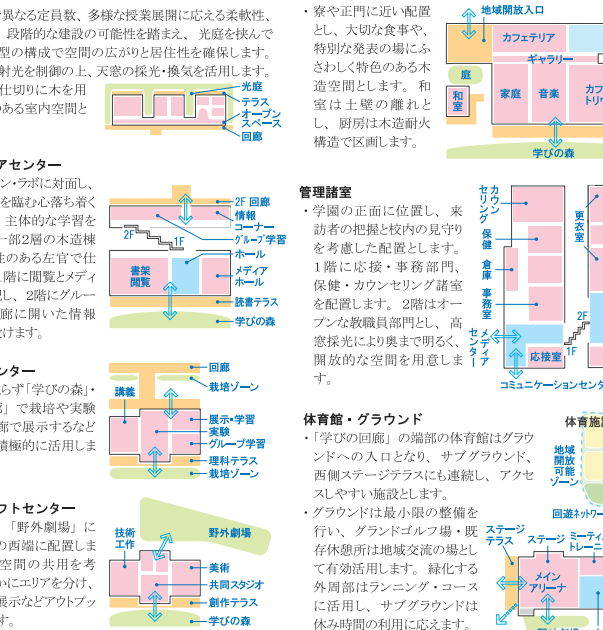 異なる定員数、多様な授業展開に応える柔軟性、
段階的な建設の可能性を踏まえ、光庭を挟んで
型の構成で空間の広がりと居住性を確保します。
射光を制御の上、天窓の採光・換気を活用します。
仕切りに木を用
のある室内空間と
光庭
テラス
オープン
スペース
回廊
アセンター
ン・ラボに対面し、
を臨む心落ち着く
主体的な学習を
一部2層の木造棟
性のある左官で仕
1階に閲覧とメディ
記し、2階にグルー
廊に開いた情報
設けます。
2F 回廊
情報
コーナー
グループ学習
ホール
メディア
ホール
読書テラス
学びの森
2F
1F
書架
閲覧
ンター
らず「学びの森」・
廊」で栽培や実験
廊で展示するなど
積極的に活用しま
講義
回廊
栽培ゾーン
展示・学習
実験
グループ学習
理科テラス
栽培ゾーン
フトセンター
「野外劇場」に
の西端に配置しま
空間の共用を考
かにエリアを分け、
展示などアウトプッ
す。
技術
工作
野外劇場
美術
共同スタジオ
創作テラス
学びの森
・寮や正門に近い配置
とし、大切な食事や、
特別な発表の場にふ
さわしく特色のある木
造空間とします。和
室は土壁の離れと
し、厨房は木造耐火
構造で区画します。
地域開放入口
カフェテリア
ギャラリー
庭
和室
家庭
音楽
カフ
トリ
学びの森
管理諸室
・学園の正面に位置し、来
訪者の把握と校内の見守り
を考慮した配置とします。
1階に応接・事務部門、
保健・カウンセリング諸室
を配置します。2階はオー
プンな教職員部門とし、高
窓採光により奥まで明るく、
開放的な空間を用意しま
す。
カウンセリング
保健
倉庫
事務室
メディアセンター
更衣室
2F
1F
応接室
コミュニケーションセンタ
体育館・グラウンド
・「学びの回廊」の端部の体育館はグラウ
ンドへの入口となり、サブグラウンド、
西側ステージテラスにも連続し、アクセ
スしやすい施設とします。
・グラウンドは最小限の整備を
行い、グランドゴルフ場・既
存休憩所は地域交流の場とし
て有効活用します。緑化する
外周部はランニング・コース
に活用し、サブグラウンドは
休み時間の利用に応えます。
体育施
地域
開放
可能
ゾーン
回遊ネットワー
ステージ
テラス
ステージ
ミーティ
トレーニ
メイン
アリーナ